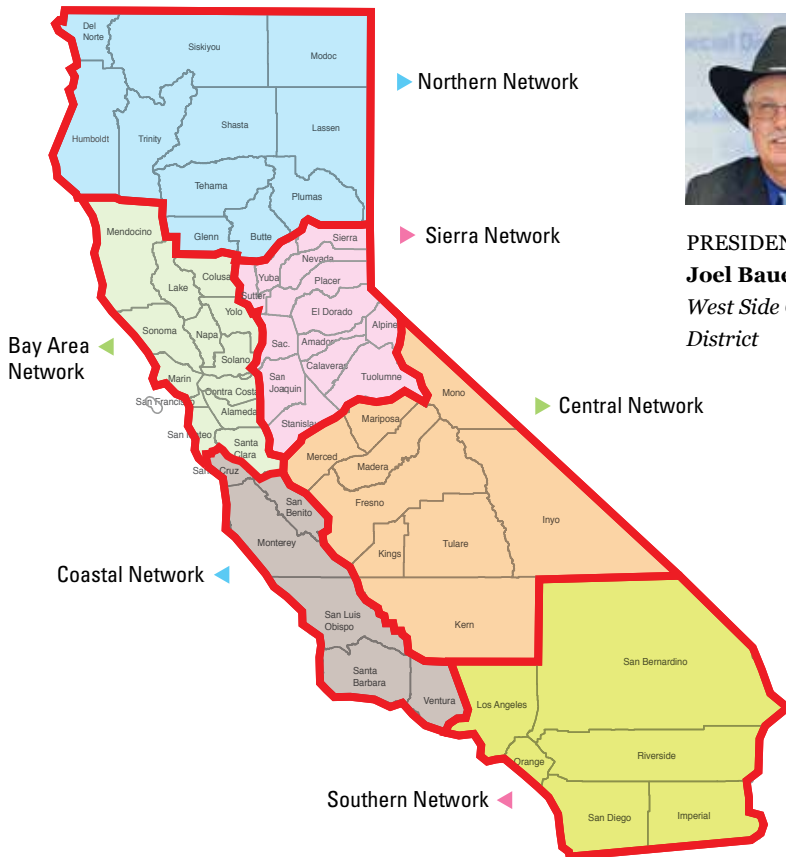 Del
Norte
Siskiyou
Modoc
Northern Network
Humboldt
Trinity
Shasta
Lassen
Tehama
Plumas
Glenn
Butte
Mendocino
Sierra
Sierra Network
Nevada
Colusa
Yuba
Placer
Lake
Sutter
Yolo
El Dorado
Alpine
Sonoma
Napa
Sac.
Amador
Solano
Calaveras
Bay Area
Network
Marin
Contra Costa
San
Joaquin
Tuolumne
San Francisco
Alameda
Mono
Central Network
Stanislau
Mariposa
San Mateo
Santa
Clara
Merced
Madera
Santa Cruz
San
Benito
Fresno
Inyo
Monterey
Kings
Tulare
Coastal Network
San Luis
Obispo
Kern
Santa
Barbara
Ventura
San Bernardino
Los Angeles
Orange
Riverside
Southern Network
San Diego
Imperial
PRESIDEN
Joel Baue
West Side
District